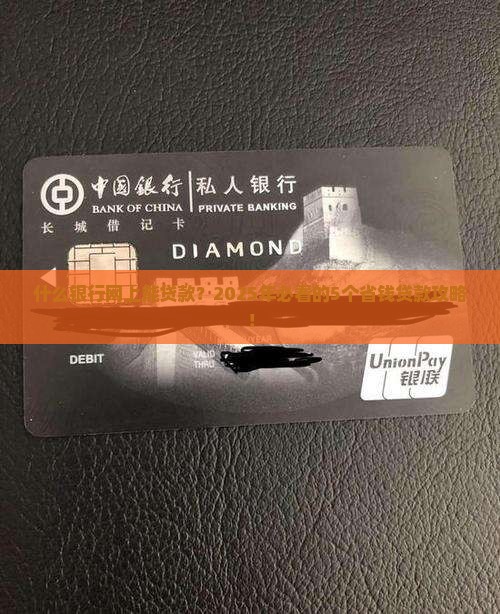 中国銀行 私人银行
BANK OF CHINA PRIVATE BANKING
长城借记卡
DIAMOND
什么银行网上能贷款？2025年必看的5个省钱贷款攻略
！
DEBIT
VALID
THRU
UnionPay
银联